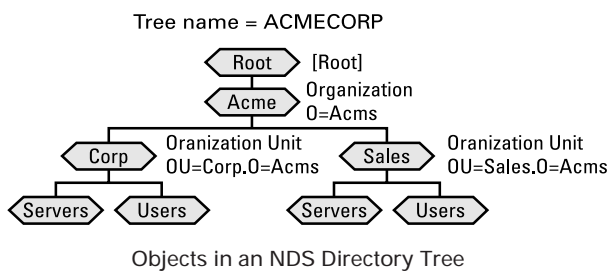 Tree name = ACMECORP
Root [Root]
Acme Organization
O=Acms
Corp Oranization Unit
OU=Corp.O=Acms
Sales Oranization Unit
OU=Sales.O=Acms
Servers Users Servers Users
Objects in an NDS Directory Tree